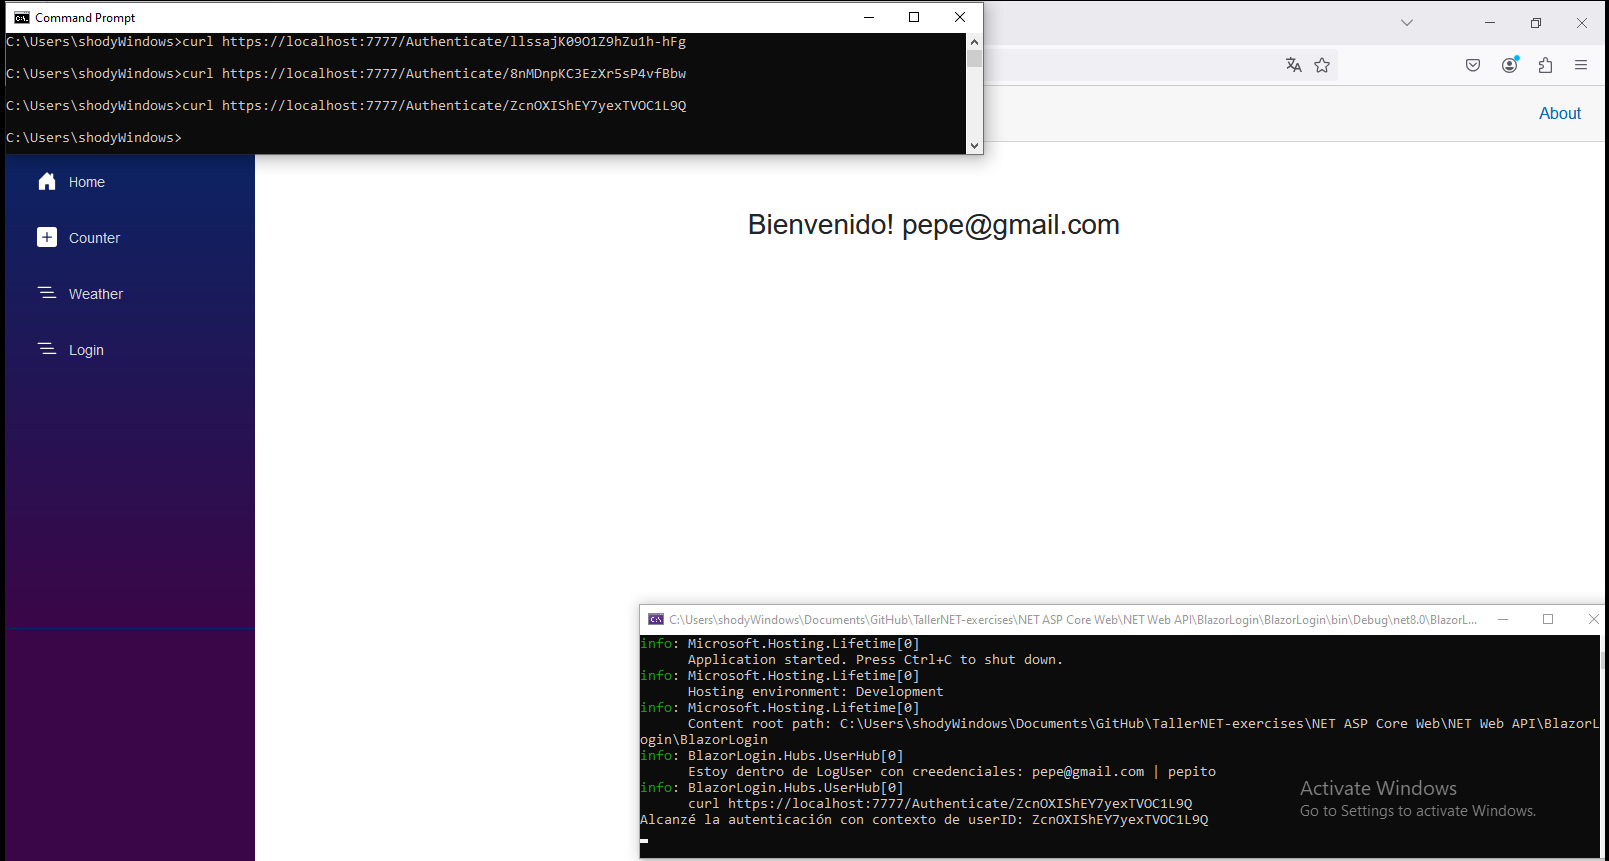 Command Prompt
C:\Users\shodyWindows>curl https://localhost:7777/Authenticate/llssajK09O1Z9hZu1h-hFg
C:\Users\shodyWindows>curl https://localhost:7777/Authenticate/8nMDnpKC3EzXr5sP4vfBbw
C:\Users\shodyWindows>curl https://localhost:7777/Authenticate/ZcnOXIShEY7yexTVOC1L9Q
C:\Users\shodyWindows>
About
Home
Counter
Weather
Login
Bienvenido! pepe@gmail.com
C:\Users\shodyWindows\Documents\GitHub\TallerNET-exercises\NET ASP Core Web\NET Web API\BlazorLogin\BlazorLogin\bin\Debug\net8.0\BlazorL...
info: Microsoft.Hosting.Lifetime[0]
Application started. Press Ctrl+C to shut down.
info: Microsoft.Hosting.Lifetime[0]
Hosting environment: Development
info: Microsoft.Hosting.Lifetime[0]
Content root path: C:\Users\shodyWindows\Documents\GitHub\TallerNET-exercises\NET ASP Core Web\NET Web API\BlazorL
ogin\BlazorLogin
info: BlazorLogin.Hubs.UserHub[0]
Estoy dentro de LogUser con creedenciales: pepe@gmail.com | pepito
info: BlazorLogin.Hubs.UserHub[0]
curl https://localhost:7777/Authenticate/ZcnOXIShEY7yexTVOC1L9Q
Alcanzé la autenticación con contexto de userID: ZcnOXIShEY7yexTVOC1L9Q
Activate Windows
Go to Settings to activate Windows.